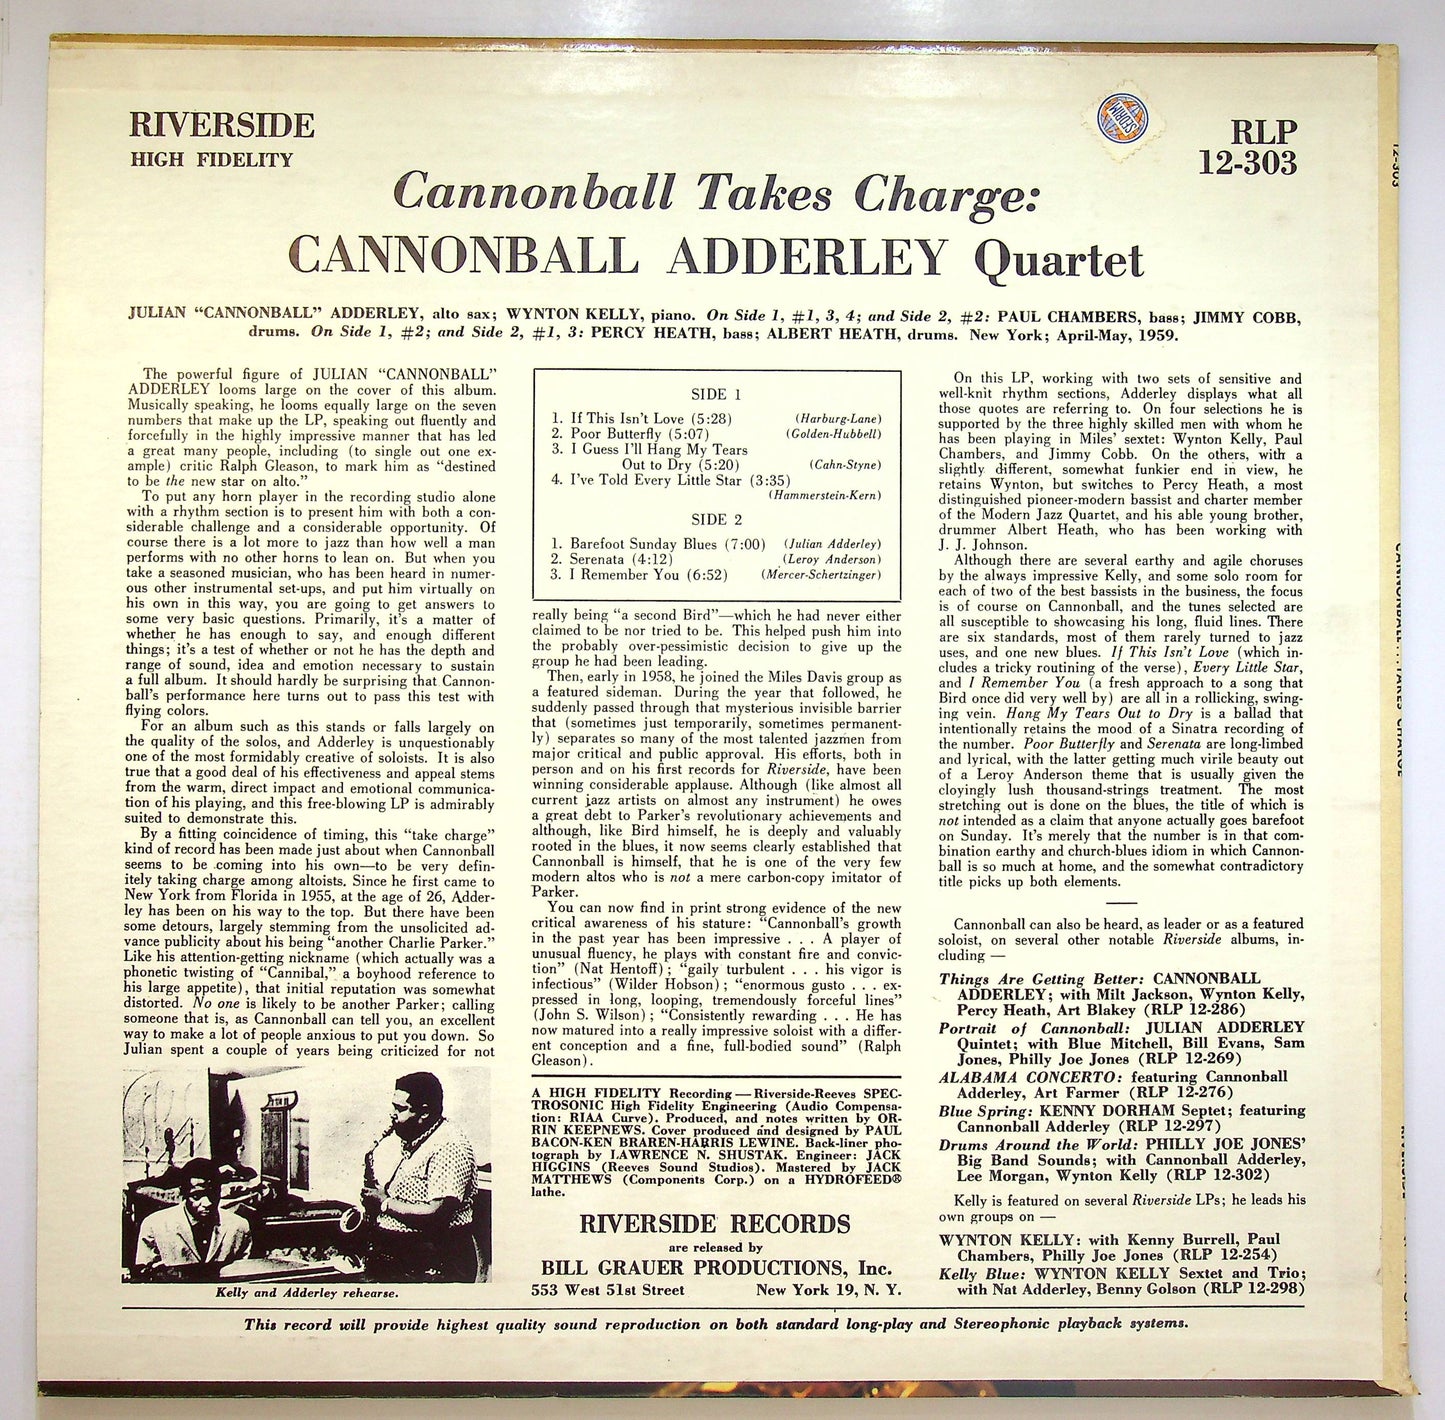 RIVERSIDE
HIGH FIDELITY
SEDRIM
RLP
12-303
Cannonball Takes Charge:
CANNONBALL ADDERLEY Quartet
JULIAN “CANNONBALL” ADDERLEY, alto sax; WYNTON KELLY, piano. On Side 1, #1, 3, 4; and Side 2, #2: PAUL CHAMBERS, bass; JIMMY COBB,
drums. On Side 1, #2; and Side 2, #1, 3: PERCY HEATH, bass; ALBERT HEATH, drums. New York; April-May, 1959.
The powerful figure of JULIAN “CANNONBALL”
ADDERLEY looms large on the cover of this album.
Musically speaking, he looms equally large on the seven
numbers that make up the LP, speaking out fluently and
forcefully in the highly impressive manner that has led
a great many people, including (to single out one ex-
ample) critic Ralph Gleason, to mark him as “destined
to be the new star on alto.”
To put any horn player in the recording studio alone
with a rhythm section is to present him with both a con-
siderable challenge and a considerable opportunity. Of
course there is a lot more to jazz than how well a man
performs with no other horns to lean on. But when you
take a seasoned musician, who has been heard in numer-
ous other instrumental set-ups, and put him virtually on
his own in this way, you are going to get answers to
some very basic questions. Primarily, it’s a matter of
whether he has enough to say, and enough different
things; it’s a test of whether or not he has the depth and
range of sound, idea and emotion necessary to sustain
a full album. It should hardly be surprising that Cannon-
ball’s performance here turns out to pass this test with
flying colors.
For an album such as this stands or falls largely on
the quality of the solos, and Adderley is unquestionably
one of the most formidably creative of soloists. It is also
true that a good deal of his effectiveness and appeal stems
from the warm, direct impact and emotional communica-
tion of his playing, and this free-blowing LP is admirably
suited to demonstrate this.
By a fitting coincidence of timing, this “take charge”
kind of record has been made just about when Cannonball
seems to be coming into his own—to be very defin-
itely taking charge among altoists. Since he first came to
New York from Florida in 1955, at the age of 26, Adder-
ley has been on his way to the top. But there have been
some detours, largely stemming from the unsolicited ad-
vance publicity about his being “another Charlie Parker.”
Like his attention-getting nickname (which actually was a
phonetic twisting of “Cannibal,” a boyhood reference to
his large appetite), that initial reputation was somewhat
distorted. No one is likely to be another Parker; calling
someone that is, as Cannonball can tell you, an excellent
way to make a lot of people anxious to put you down. So
Julian spent a couple of years being criticized for not
Kelly and Adderley rehearse.
SIDE 1
1. If This Isn’t Love (5:28) (Harburg-Lane)
2. Poor Butterfly (5:07) (Golden-Hubbell)
3. I Guess I’ll Hang My Tears
Out to Dry (5:20) (Cahn-Styne)
4. I’ve Told Every Little Star (3:35)
(Hammerstein-Kern)
SIDE 2
1. Barefoot Sunday Blues (7:00) (Julian Adderley)
2. Serenata (4:12) (Leroy Anderson)
3. I Remember You (6:52) (Mercer-Schertzinger)
really being “a second Bird”—which he had never either
claimed to be nor tried to be. This helped push him into
the probably over-pessimistic decision to give up the
group he had been leading.
Then, early in 1958, he joined the Miles Davis group as
a featured sideman. During the year that followed, he
suddenly passed through that mysterious invisible barrier
that (sometimes just temporarily, sometimes permanent-
ly) separates so many of the most talented jazzmen from
major critical and public approval. His efforts, both in
person and on his first records for Riverside, have been
winning considerable applause. Although (like almost all
current jazz artists on almost any instrument) he owes
a great debt to Parker’s revolutionary achievements and
although, like Bird himself, he is deeply and valuably
rooted in the blues, it now seems clearly established that
Cannonball is himself, that he is one of the very few
modern altos who is not a mere carbon-copy imitator of
Parker.
You can now find in print strong evidence of the new
critical awareness of his stature: “Cannonball’s growth
in the past year has been impressive . . . A player of
unusual fluency, he plays with constant fire and convic-
tion” (Nat Hentoff) ; “gaily turbulent . . . his vigor is
infectious” (Wilder Hobson) ; “enormous gusto . . . ex-
pressed in long, looping, tremendously forceful lines”
(John S. Wilson) ; “Consistently rewarding . . . He has
now matured into a really impressive soloist with a differ-
ent conception and a fine, full-bodied sound” (Ralph
Gleason).
A HIGH FIDELITY Recording — Riverside-Reeves SPEC-
TROSONIC High Fidelity Engineering (Audio Compensa-
tion: RIAA Curve). Produced, and notes written by OR-
RIN KEEPNEWS. Cover produced and designed by PAUL
BACON-KEN BRAREN-HARRIS LEWINE. Back-liner pho-
tograph by LAWRENCE N. SHUSTAK. Engineer: JACK
HIGGINS (Reeves Sound Studios). Mastered by JACK
MATTHEWS (Components Corp.) on a HYDROFEED®
lathe.
RIVERSIDE RECORDS
are released by
BILL GRAUER PRODUCTIONS, Inc.
553 West 51st Street New York 19, N. Y.
On this LP, working with two sets of sensitive and
well-knit rhythm sections, Adderley displays what all
those quotes are referring to. On four selections he is
supported by the three highly skilled men with whom he
has been playing in Miles’ sextet: Wynton Kelly, Paul
Chambers, and Jimmy Cobb. On the others, with a
slightly different, somewhat funkier end in view, he
retains Wynton, but switches to Percy Heath, a most
distinguished pioneer-modern bassist and charter member
of the Modern Jazz Quartet, and his able young brother,
drummer Albert Heath, who has been working with
J. J. Johnson.
Although there are several earthy and agile choruses
by the always impressive Kelly, and some solo room for
each of two of the best bassists in the business, the focus
is of course on Cannonball, and the tunes selected are
all susceptible to showcasing his long, fluid lines. There
are six standards, most of them rarely turned to jazz
uses, and one new blues. If This Isn’t Love (which in-
cludes a tricky routining of the verse), Every Little Star,
and I Remember You (a fresh approach to a song that
Bird once did very well by) are all in a rollicking, swing-
ing vein. Hang My Tears Out to Dry is a ballad that
intentionally retains the mood of a Sinatra recording of
the number. Poor Butterfly and Serenata are long-limbed
and lyrical, with the latter getting much virile beauty out
of a Leroy Anderson theme that is usually given the
cloyingly lush thousand-strings treatment. The most
stretching out is done on the blues, the title of which is
not intended as a claim that anyone actually goes barefoot
on Sunday. It’s merely that the number is in that com-
bination earthy and church-blues idiom in which Cannon-
ball is so much at home, and the somewhat contradictory
title picks up both elements.
Cannonball can also be heard, as leader or as a featured
soloist, on several other notable Riverside albums, in-
cluding —
Things Are Getting Better: CANNONBALL
ADDERLEY; with Milt Jackson, Wynton Kelly,
Percy Heath, Art Blakey (RLP 12-286)
Portrait of Cannonball: JULIAN ADDERLEY
Quintet; with Blue Mitchell, Bill Evans, Sam
Jones, Philly Joe Jones (RLP 12-269)
ALABAMA CONCERTO: featuring Cannonball
Adderley, Art Farmer (RLP 12-276)
Blue Spring: KENNY DORHAM Septet; featuring
Cannonball Adderley (RLP 12-297)
Drums Around the World: PHILLY JOE JONES’
Big Band Sounds; with Cannonball Adderley,
Lee Morgan, Wynton Kelly (RLP 12-302)
Kelly is featured on several Riverside LPs; he leads his
own groups on —
WYNTON KELLY: with Kenny Burrell, Paul
Chambers, Philly Joe Jones (RLP 12-254)
Kelly Blue: WYNTON KELLY Sextet and Trio;
with Nat Adderley, Benny Golson (RLP 12-298)
This record will provide highest quality sound reproduction on both standard long-play and Stereophonic playback systems.
12-303